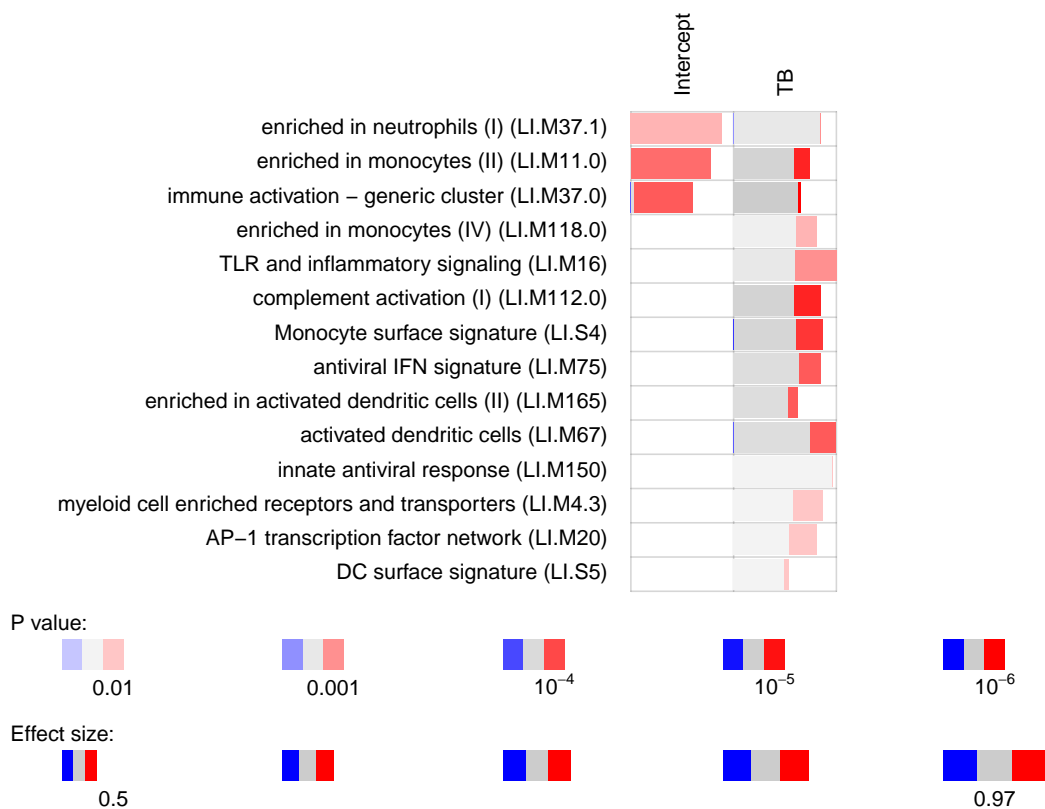 Intercept
TB
enriched in neutrophils (I) (LI.M37.1)
enriched in monocytes (II) (LI.M11.0)
immune activation − generic cluster (LI.M37.0)
enriched in monocytes (IV) (LI.M118.0)
TLR and inflammatory signaling (LI.M16)
complement activation (I) (LI.M112.0)
Monocyte surface signature (LI.S4)
antiviral IFN signature (LI.M75)
enriched in activated dendritic cells (II) (LI.M165)
activated dendritic cells (LI.M67)
innate antiviral response (LI.M150)
myeloid cell enriched receptors and transporters (LI.M4.3)
AP−1 transcription factor network (LI.M20)
DC surface signature (LI.S5)
P value:
0.01 0.001 10⁻⁴ 10⁻⁵ 10⁻⁶
Effect size:
0.5 0.97